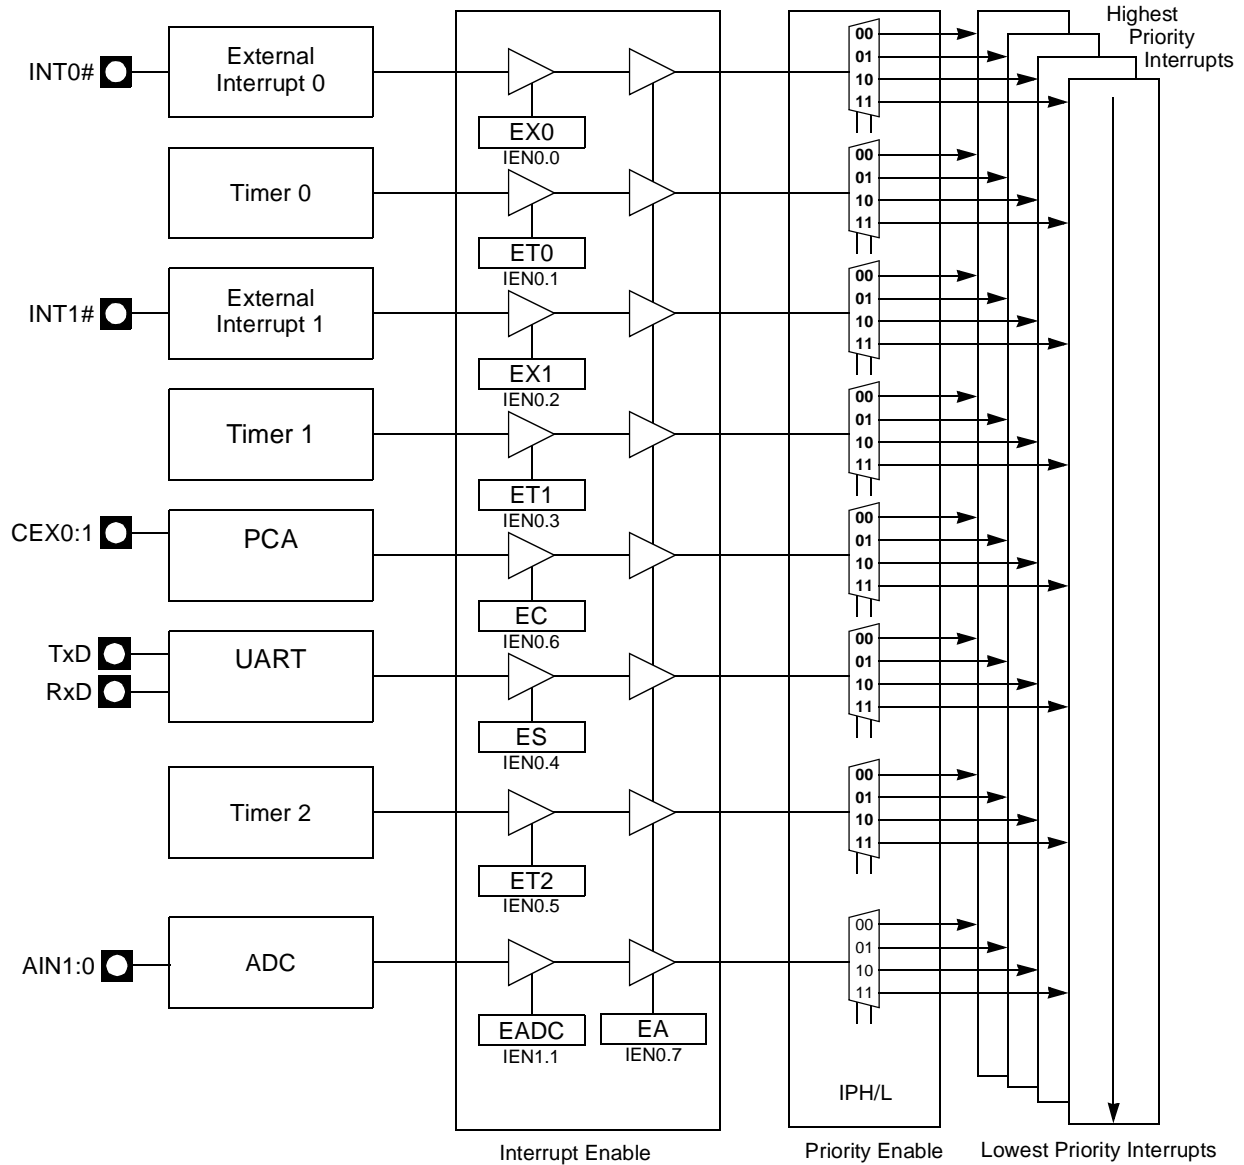 Highest
Priority
Interrupts
INT0#
External
Interrupt 0
EX0
IEN0.0
00
01
10
11
Timer 0
ET0
IEN0.1
00
01
10
11
INT1#
External
Interrupt 1
EX1
IEN0.2
00
01
10
11
Timer 1
ET1
IEN0.3
00
01
10
11
CEX0:1
PCA
EC
IEN0.6
00
01
10
11
TxD
RxD
UART
ES
IEN0.4
00
01
10
11
Timer 2
ET2
IEN0.5
00
01
10
11
AIN1:0
ADC
EADC
IEN1.1
EA
IEN0.7
00
01
10
11
IPH/L
Interrupt Enable
Priority Enable
Lowest Priority Interrupts